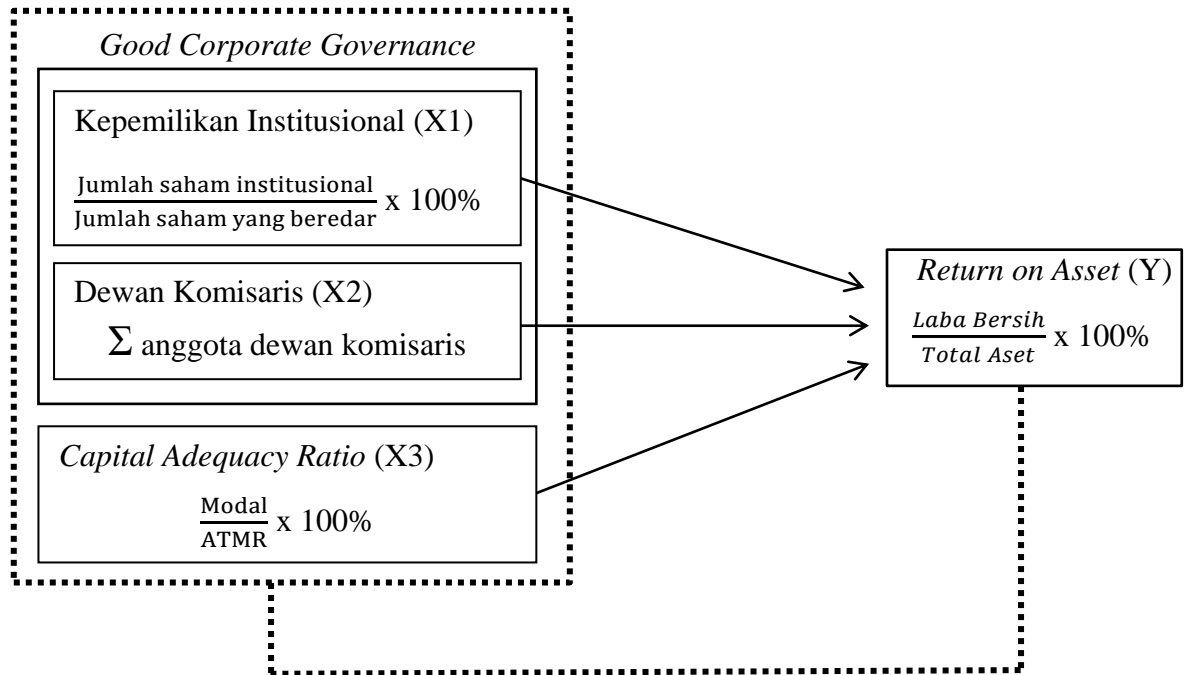 Good Corporate Governance
Kepemilikan Institusional (X1)
Jumlah saham institusional
Jumlah saham yang beredar x 100%
Dewan Komisaris (X2)
Σ anggota dewan komisaris
Capital Adequacy Ratio (X3)
Modal
ATMR x 100%
Return on Asset (Y)
Laba Bersih
Total Aset x 100%